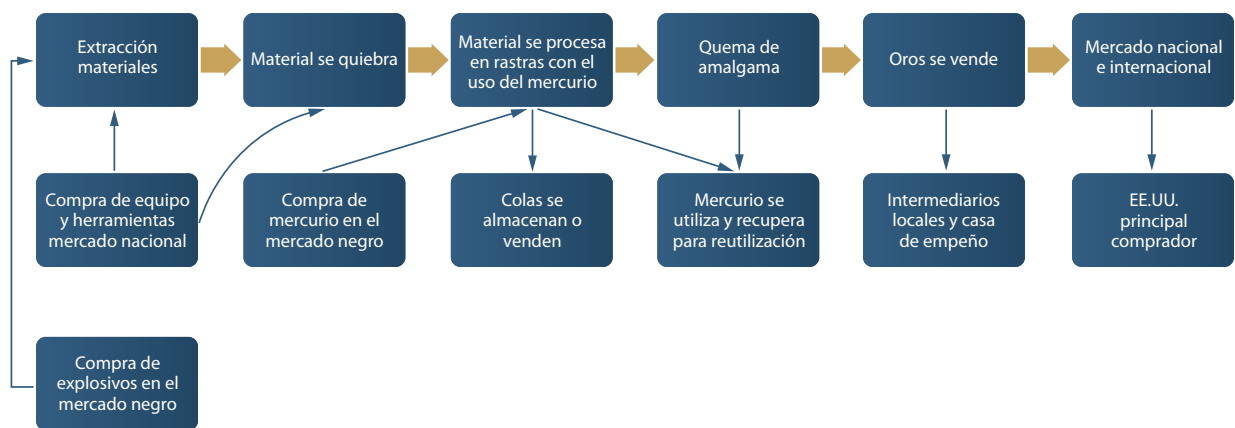 Extracción
materiales
Material se quiebra
Material se procesa
en rastras con el
uso del mercurio
Quema de
amalgama
Oros se vende
Mercado nacional
e internacional
Compra de equipo
y herramientas
mercado nacional
Compra de
mercurio en el
mercado negro
Colas se
almacenan o
venden
Mercurio se
utiliza y recupera
para reutilización
Intermediarios
locales y casa
de empeño
EE.UU.
principal
comprador
Compra de
explosivos en el
mercado negro